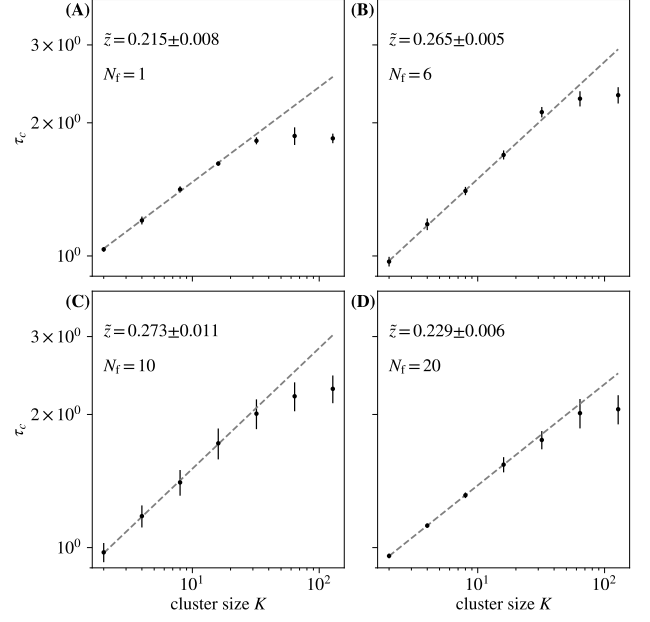 (A)
z̃ = 0.215±0.008
N_f = 1
3 × 10⁰
2 × 10⁰
10⁰
τ_c
(B)
z̃ = 0.265±0.005
N_f = 6
(C)
z̃ = 0.273±0.011
N_f = 10
3 × 10⁰
2 × 10⁰
10⁰
τ_c
10¹
10²
cluster size K
(D)
z̃ = 0.229±0.006
N_f = 20
10¹
10²
cluster size K